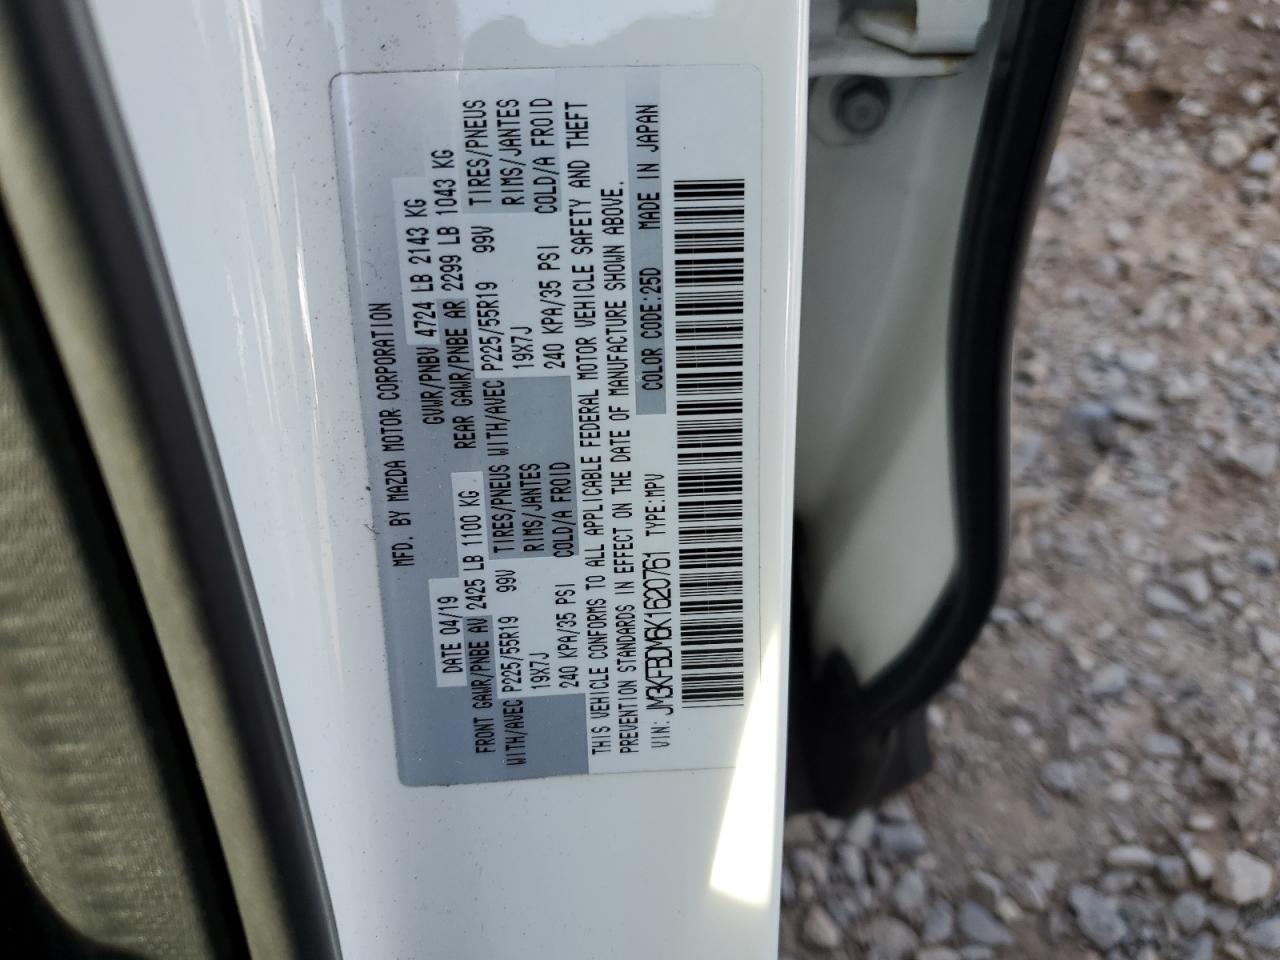 MFD. BY MAZDA MOTOR CORPORATION
DATE 04/19 GVWR/PNBV 4724 LB 2143 KG
FRONT GAWR/PNBE AV 2425 LB 1100 KG REAR GAWR/PNBE AR 2299 LB 1043 KG
WITH/AVEC P225/55R19 99V TIRES/PNEUS WITH/AVEC P225/55R19 99V TIRES/PNEUS
19X7J RIMS/JANTES 19X7J RIMS/JANTES
240 KPA/35 PSI COLD/A FROID 240 KPA/35 PSI COLD/A FROID
THIS VEHICLE CONFORMS TO ALL APPLICABLE FEDERAL MOTOR VEHICLE SAFETY AND THEFT
PREVENTION STANDARDS IN EFFECT ON THE DATE OF MANUFACTURE SHOWN ABOVE.
COLOR CODE:25D MADE IN JAPAN
VIN: JM3KFBDM6K1620761 TYPE:MPV